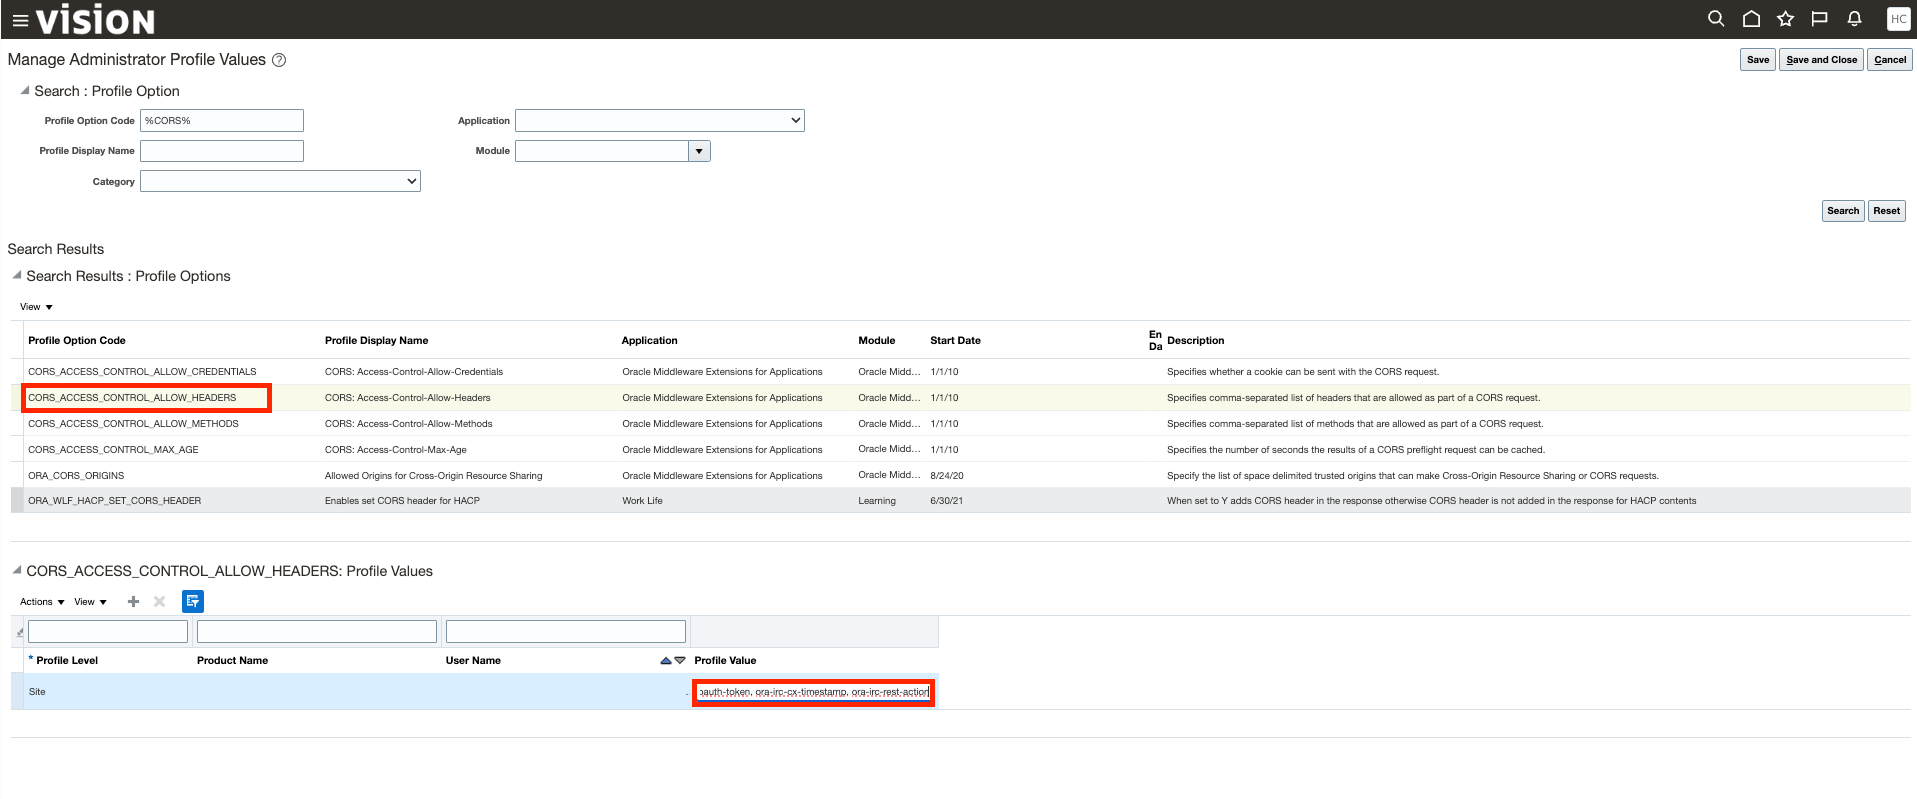 VISION
HC
Manage Administrator Profile Values ?
Save Save and Close Cancel
Search : Profile Option
Profile Option Code %CORS% Application
Profile Display Name Module
Category
Search Reset
Search Results
Search Results : Profile Options
View
Profile Option Code Profile Display Name Application Module Start Date En Da Description
CORS_ACCESS_CONTROL_ALLOW_CREDENTIALS CORS: Access-Control-Allow-Credentials Oracle Middleware Extensions for Applications Oracle Midd... 1/1/10 Specifies whether a cookie can be sent with the CORS request.
CORS_ACCESS_CONTROL_ALLOW_HEADERS CORS: Access-Control-Allow-Headers Oracle Middleware Extensions for Applications Oracle Midd... 1/1/10 Specifies comma-separated list of headers that are allowed as part of a CORS request.
CORS_ACCESS_CONTROL_ALLOW_METHODS CORS: Access-Control-Allow-Methods Oracle Middleware Extensions for Applications Oracle Midd... 1/1/10 Specifies comma-separated list of methods that are allowed as part of a CORS request.
CORS_ACCESS_CONTROL_MAX_AGE CORS: Access-Control-Max-Age Oracle Middleware Extensions for Applications Oracle Midd... 1/1/10 Specifies the number of seconds the results of a CORS preflight request can be cached.
ORA_CORS_ORIGINS Allowed Origins for Cross-Origin Resource Sharing Oracle Middleware Extensions for Applications Oracle Midd... 8/24/20 Specify the list of space delimited trusted origins that can make Cross-Origin Resource Sharing or CORS requests.
ORA_WLF_HACP_SET_CORS_HEADER Enables set CORS header for HACP Work Life Learning 6/30/21 When set to Y adds CORS header in the response otherwise CORS header is not added in the response for HACP contents
CORS_ACCESS_CONTROL_ALLOW_HEADERS: Profile Values
Actions View
* Profile Level Product Name User Name Profile Value
Site oauth-token, ora-irc-cx-timestamp, ora-irc-rest-action